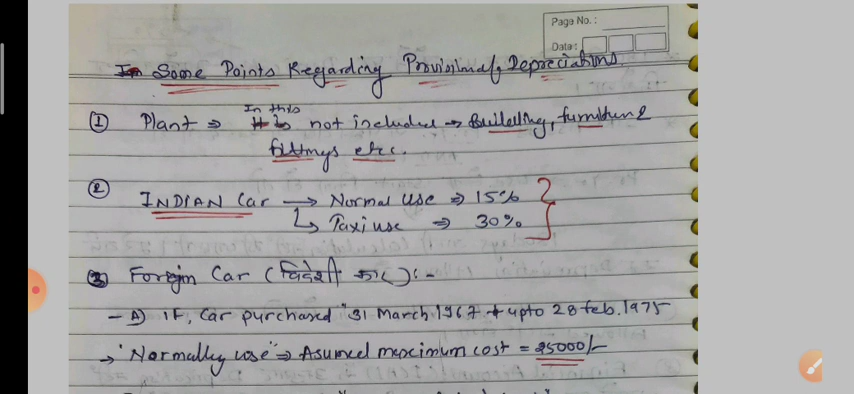 Page No. :
Date :
Some Points Regarding Provisional Depreciations
① Plant ⇒ In this not included → Building, furniture &
fittings etc.
② INDIAN Car → Normal use ⇒ 15%
↳ Taxi use ⇒ 30%
③ Foreign Car (विदेशी कार) :-
- A) If, Car purchased "31 March 1967 & upto 28 feb. 1975
→ "Normally use" ⇒ Asumed maximum cost = 25000/-